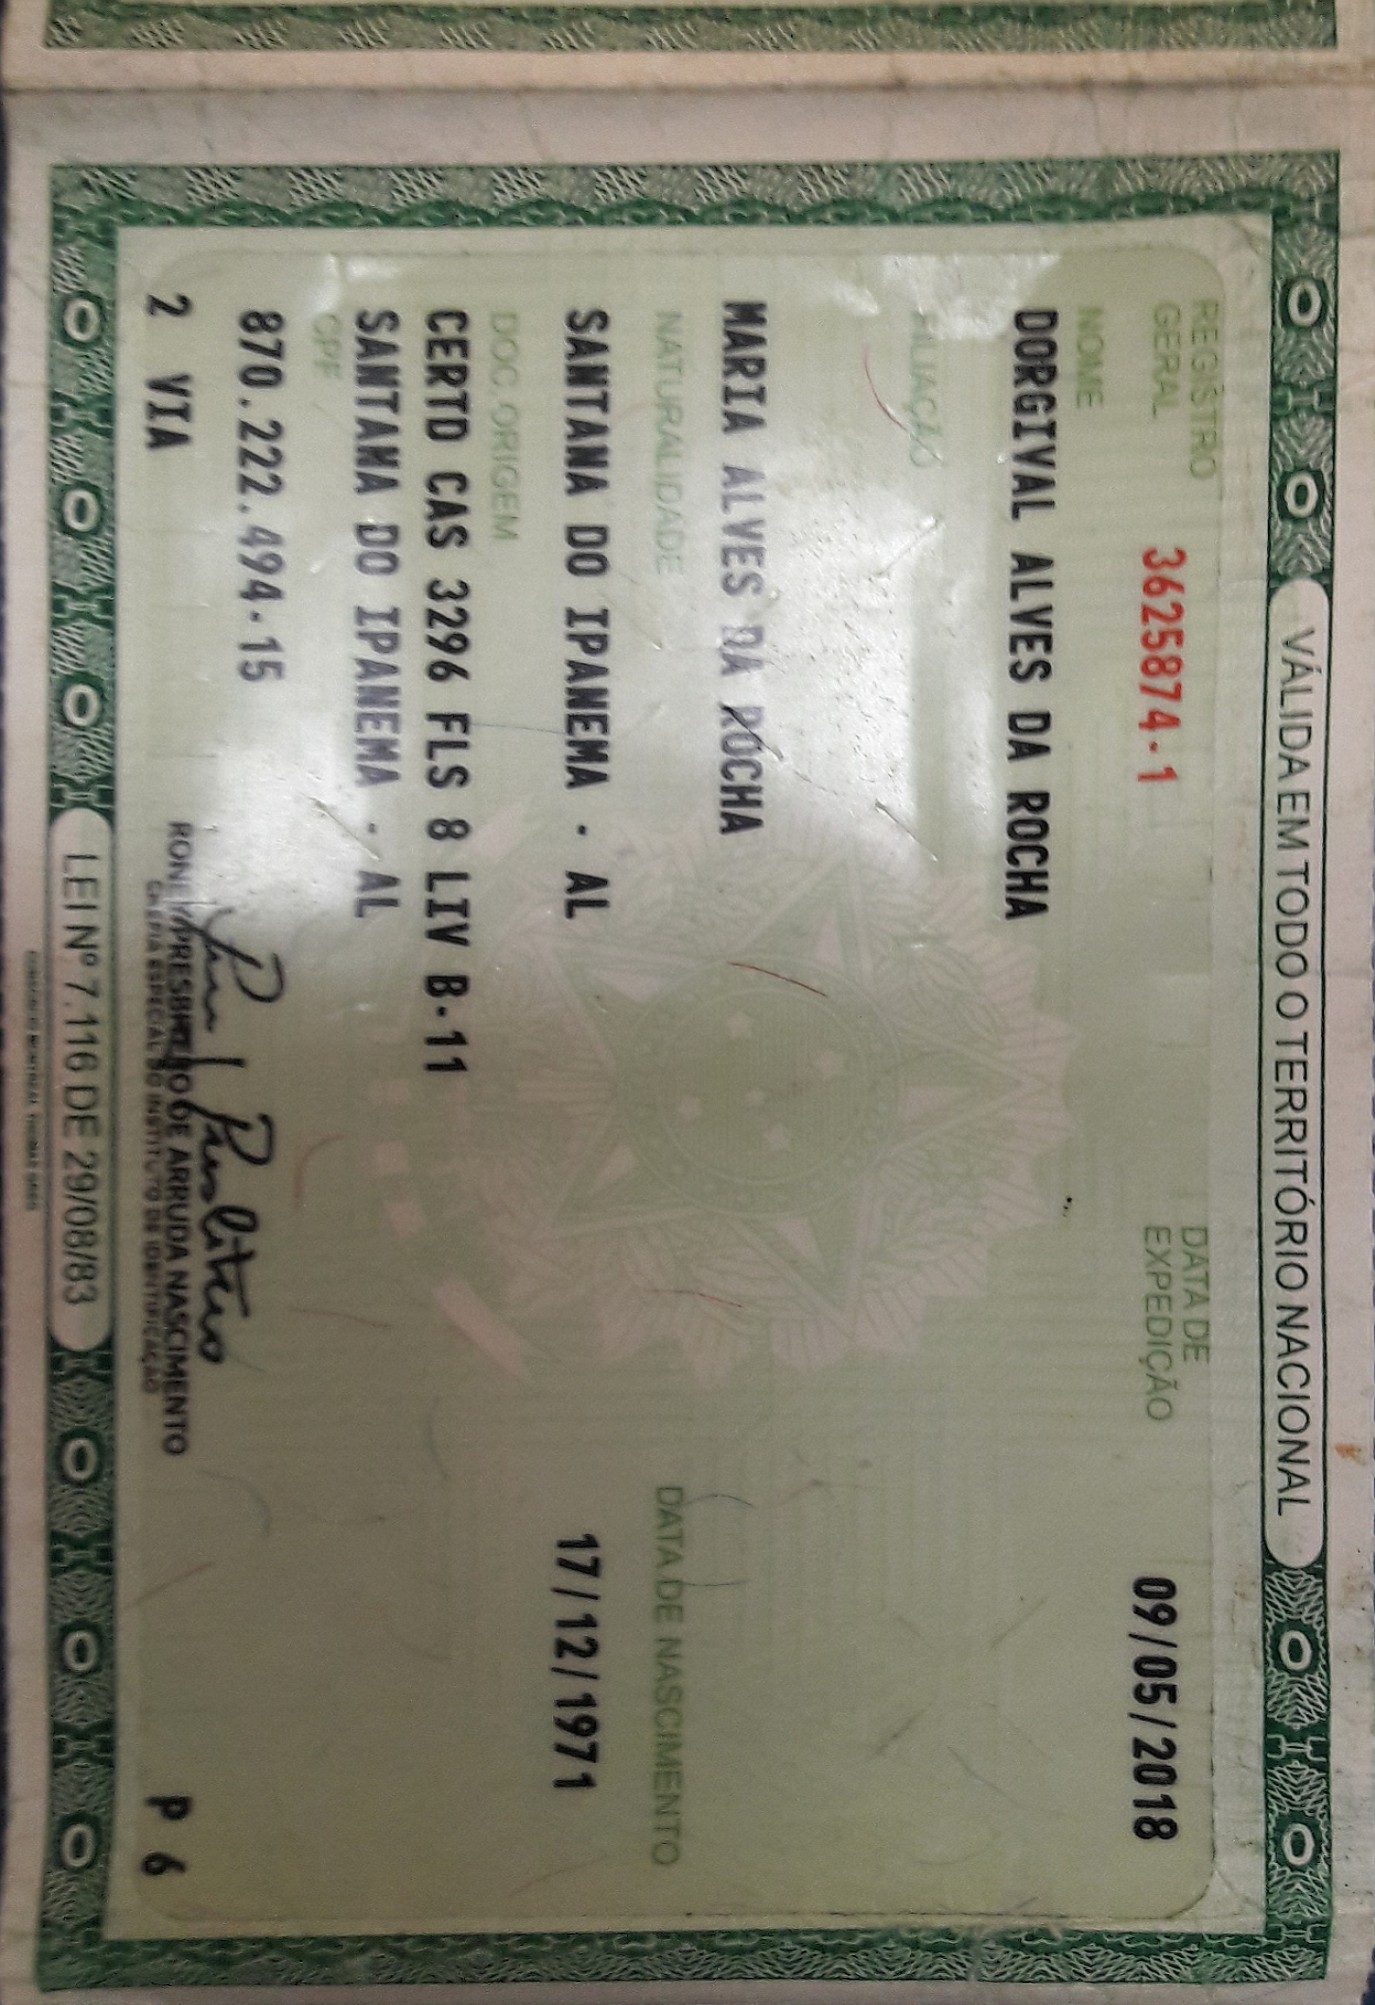 VÁLIDA EM TODO O TERRITÓRIO NACIONAL
REGISTRO GERAL 3625874-1 DATA DE EXPEDIÇÃO 09/05/2018
NOME
DORGIVAL ALVES DA ROCHA
FILIAÇÃO
MARIA ALVES DA ROCHA
NATURALIDADE DATA DE NASCIMENTO
SANTANA DO IPANEMA - AL 17/12/1971
DOC. ORIGEM
CERTD CAS 3296 FLS 8 LIV B-11
SANTANA DO IPANEMA - AL
CPF
870.222.494-15
2 VIA P 6
RONEY PRESBITERO DE ARRUDA NASCIMENTO
CHEFIA ESPECIAL DO INSTITUTO DE IDENTIFICAÇÃO
LEI Nº 7.116 DE 29/08/83